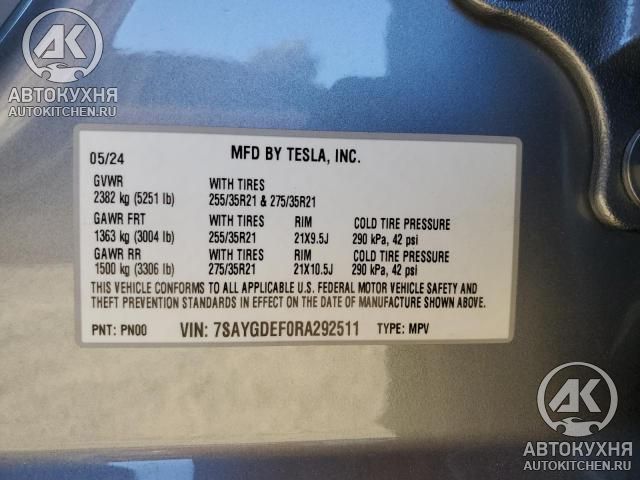 AK
АВТОКУХНЯ
AUTOKITCHEN.RU
05/24 MFD BY TESLA, INC.
GVWR WITH TIRES
2382 kg (5251 lb) 255/35R21 & 275/35R21
GAWR FRT WITH TIRES RIM COLD TIRE PRESSURE
1363 kg (3004 lb) 255/35R21 21X9.5J 290 kPa, 42 psi
GAWR RR WITH TIRES RIM COLD TIRE PRESSURE
1500 kg (3306 lb) 275/35R21 21X10.5J 290 kPa, 42 psi
THIS VEHICLE CONFORMS TO ALL APPLICABLE U.S. FEDERAL MOTOR VEHICLE SAFETY AND
THEFT PREVENTION STANDARDS IN EFFECT ON THE DATE OF MANUFACTURE SHOWN ABOVE.
PNT: PN00 VIN: 7SAYGDEF0RA292511 TYPE: MPV
AK
АВТОКУХНЯ
AUTOKITCHEN.RU